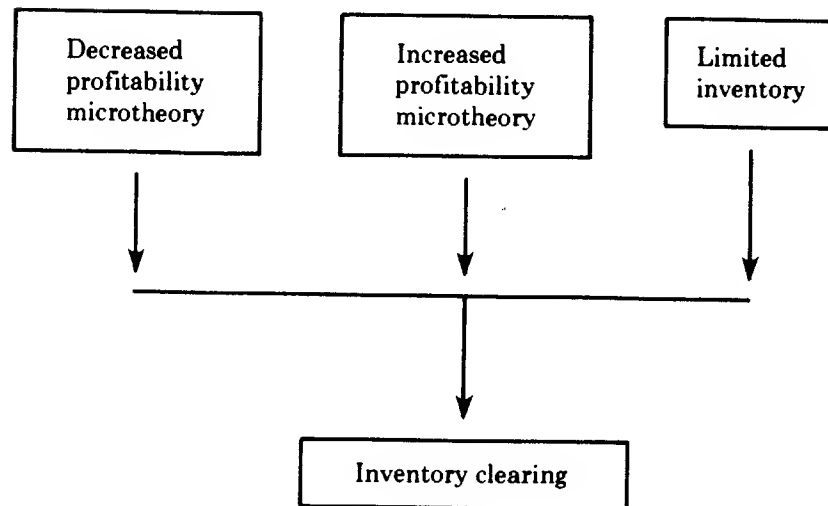 Decreased
profitability
microtheory
Increased
profitability
microtheory
Limited
inventory
Inventory clearing